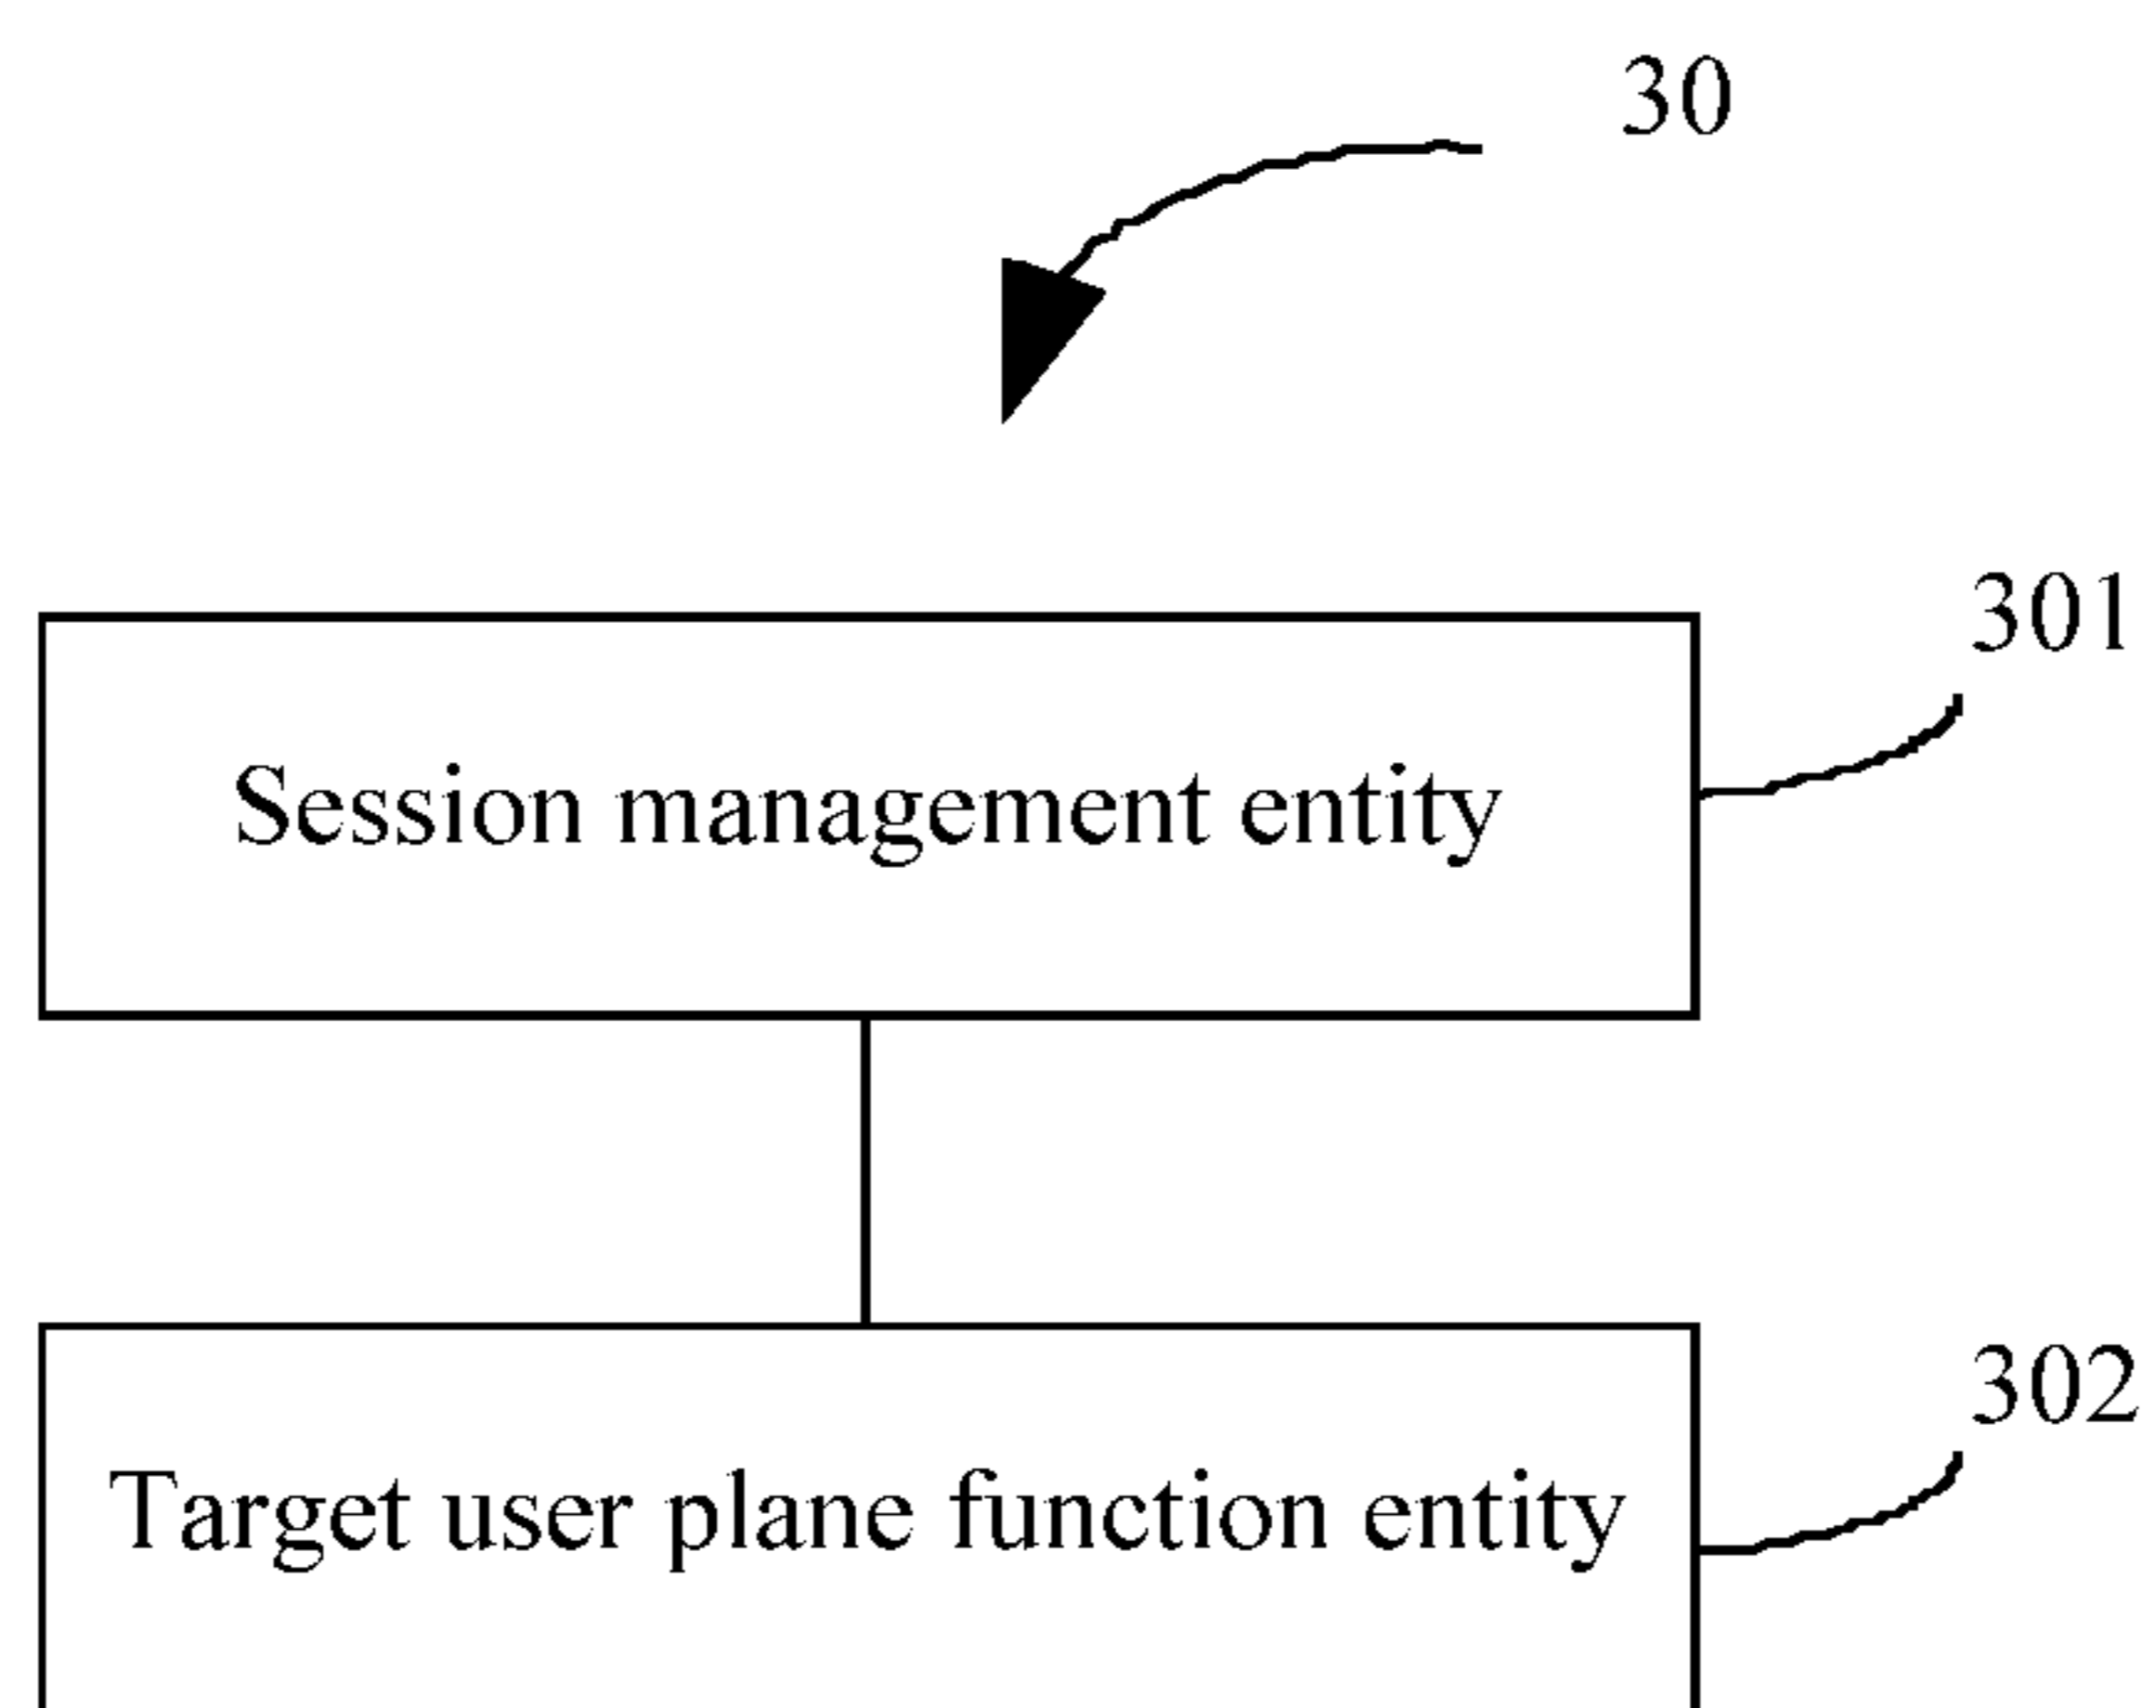 30
301
Session management entity
302
Target user plane function entity